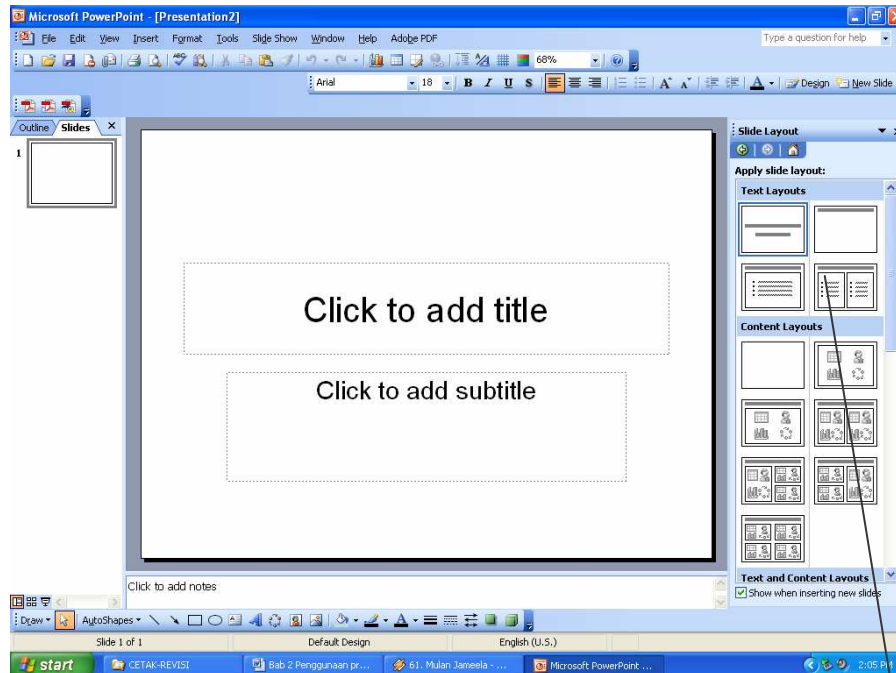 Microsoft PowerPoint - [Presentation2]
File Edit View Insert Format Tools Slide Show Window Help Adobe PDF
Type a question for help
68%
Arial 18 B I U S A A A Design New Slide
Outline Slides
1
Click to add title
Click to add subtitle
Click to add notes
Slide Layout
Apply slide layout:
Text Layouts
Content Layouts
Text and Content Layouts
Show when inserting new slides
Draw AutoShapes A
Slide 1 of 1 Default Design English (U.S.)
start CETAK-REVISI Bab 2 Penggunaan pr... 61. Mulan Jameela - ... Microsoft PowerPoint ... 2:05 PM